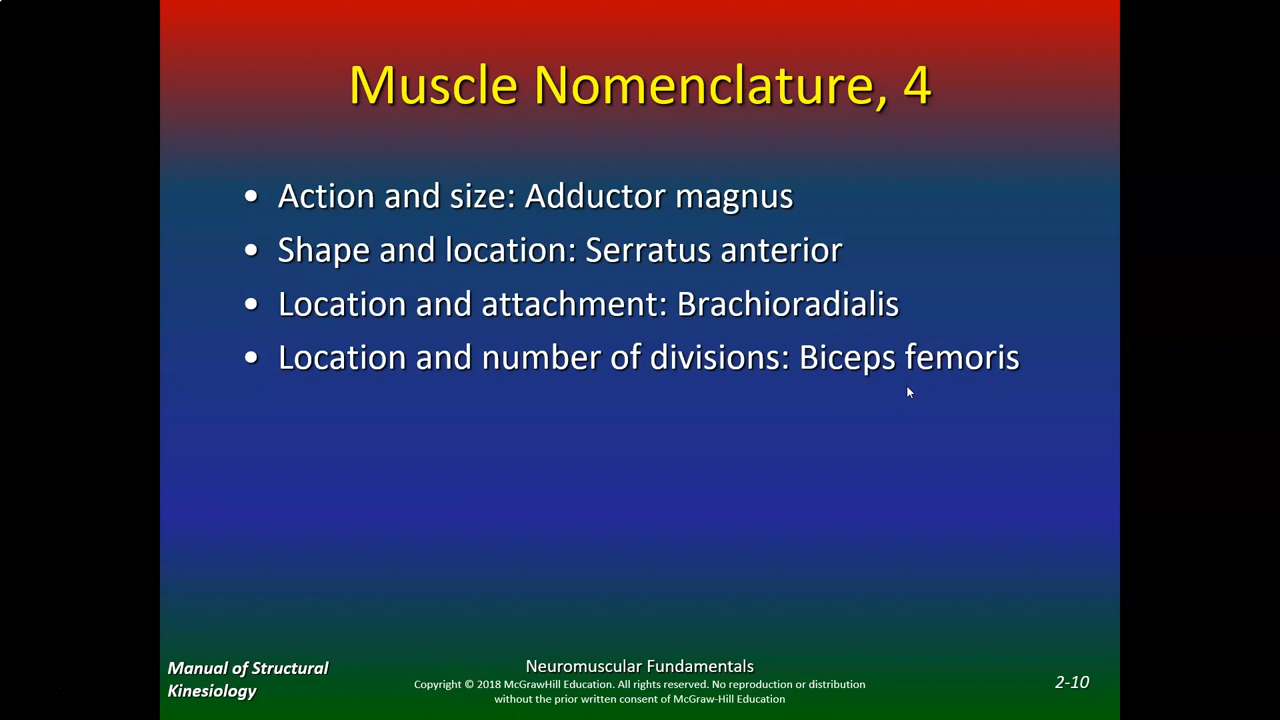 Muscle Nomenclature, 4
• Action and size: Adductor magnus
• Shape and location: Serratus anterior
• Location and attachment: Brachioradialis
• Location and number of divisions: Biceps femoris
Manual of Structural
Kinesiology
Neuromuscular Fundamentals
Copyright © 2018 McGrawHill Education. All rights reserved. No reproduction or distribution
without the prior written consent of McGraw-Hill Education
2-10